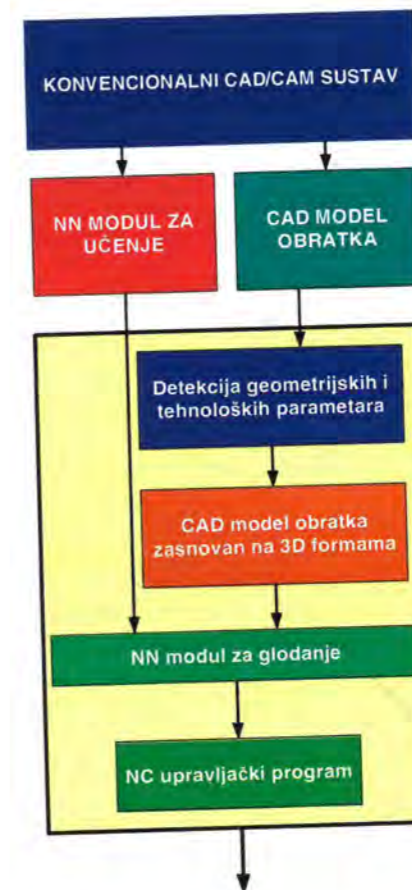 KONVENCIONALNI CAD/CAM SUSTAV
NN MODUL ZA
UČENJE
CAD MODEL
OBRATKA
Detekcija geometrijskih i
tehnoloških parametara
CAD model obratka
zasnovan na 3D formama
NN modul za glodanje
NC upravljački program